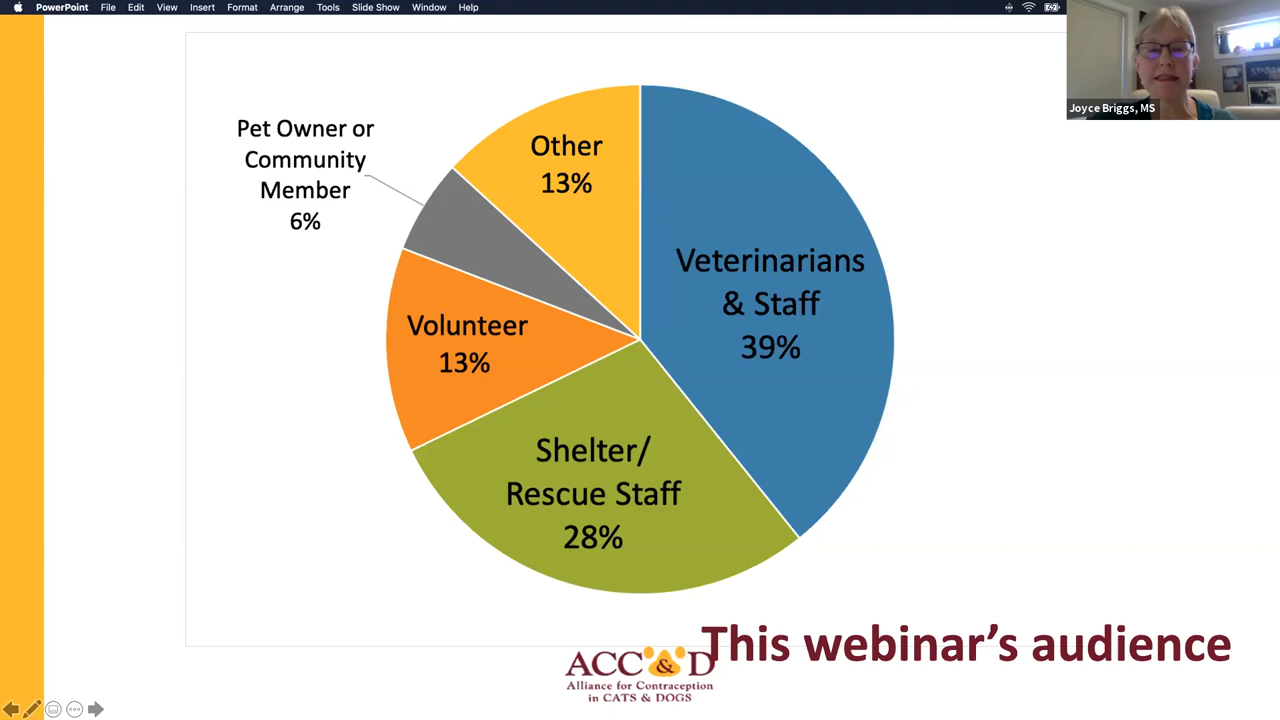 PowerPoint File Edit View Insert Format Arrange Tools Slide Show Window Help
Joyce Briggs, MS
Pet Owner or
Community
Member
6%
Other
13%
Veterinarians
& Staff
39%
Volunteer
13%
Shelter/
Rescue Staff
28%
This webinar's audience
ACC&D
Alliance for Contraception
in CATS & DOGS